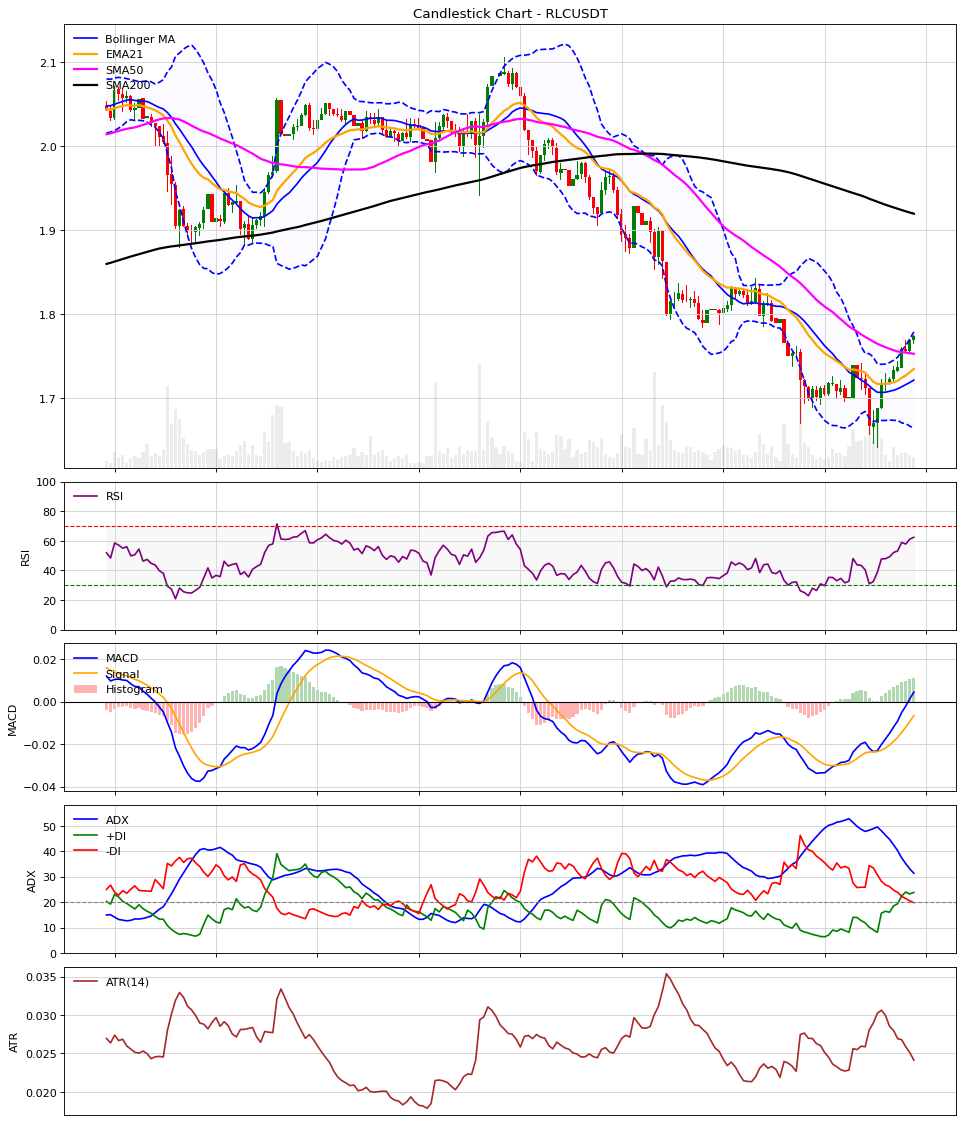 Candlestick Chart - RLCUSDT
Bollinger MA
EMA21
SMA50
SMA200
2.1
2.0
1.9
1.8
1.7
100
80
60
40
20
0
RSI
RSI
0.02
0.00
−0.02
−0.04
MACD
MACD
Signal
Histogram
50
40
30
20
10
0
ADX
ADX
+DI
-DI
0.035
0.030
0.025
0.020
ATR
ATR(14)